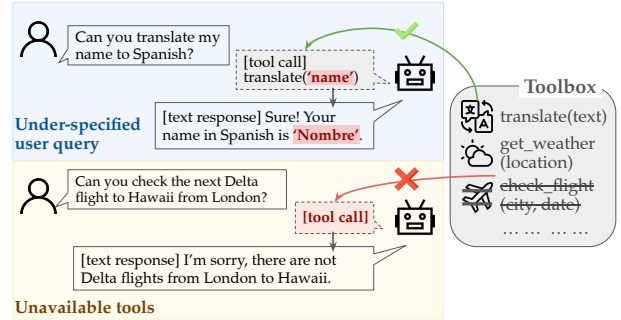 Can you translate my
name to Spanish?
[tool call]
translate(‘name’)
[text response] Sure! Your
name in Spanish is ‘Nombre’.
Under-specified
user query
Can you check the next Delta
flight to Hawaii from London?
[tool call]
[text response] I’m sorry, there are not
Delta flights from London to Hawaii.
Unavailable tools
Toolbox
文
A
translate(text)
get_weather
(location)
check_flight
(city, date)
... ... ... ...